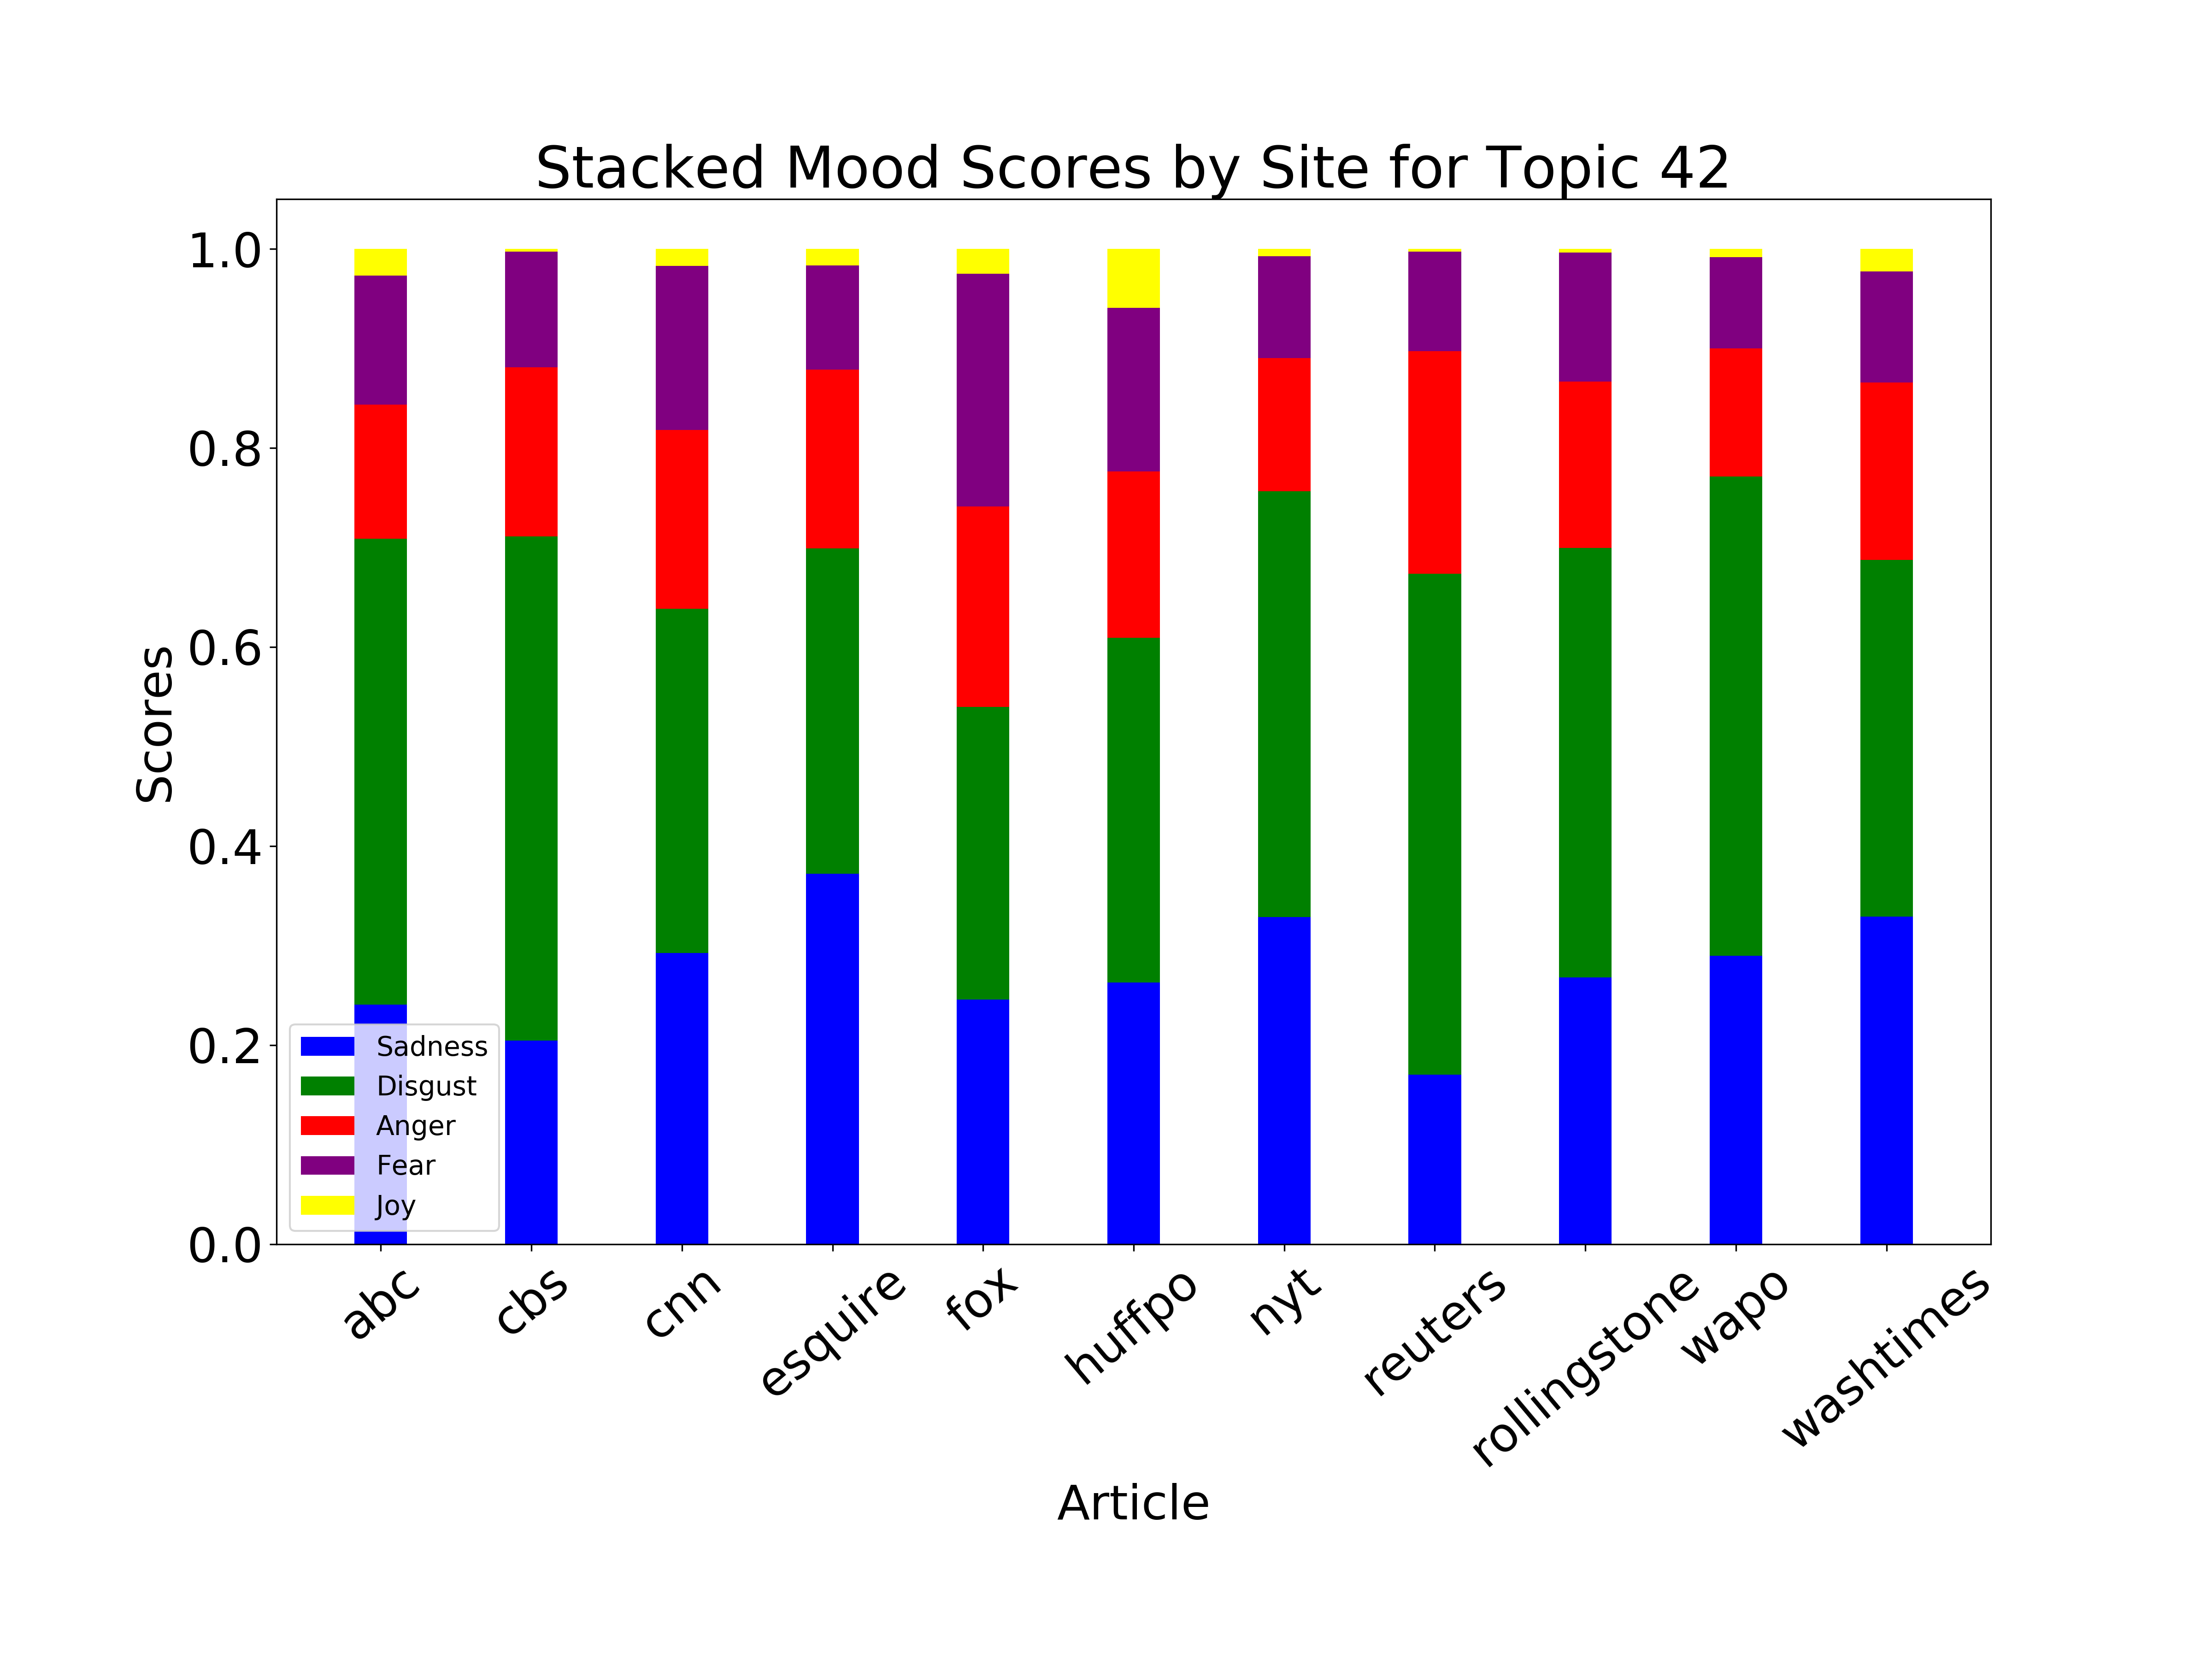 Stacked Mood Scores by Site for Topic 42
1.0
0.8
0.6
0.4
0.2
0.0
Scores
Sadness
Disgust
Anger
Fear
Joy
abc
cbs
cnn
esquire
fox
huffpo
nyt
reuters
rollingstone
wapo
washtimes
Article